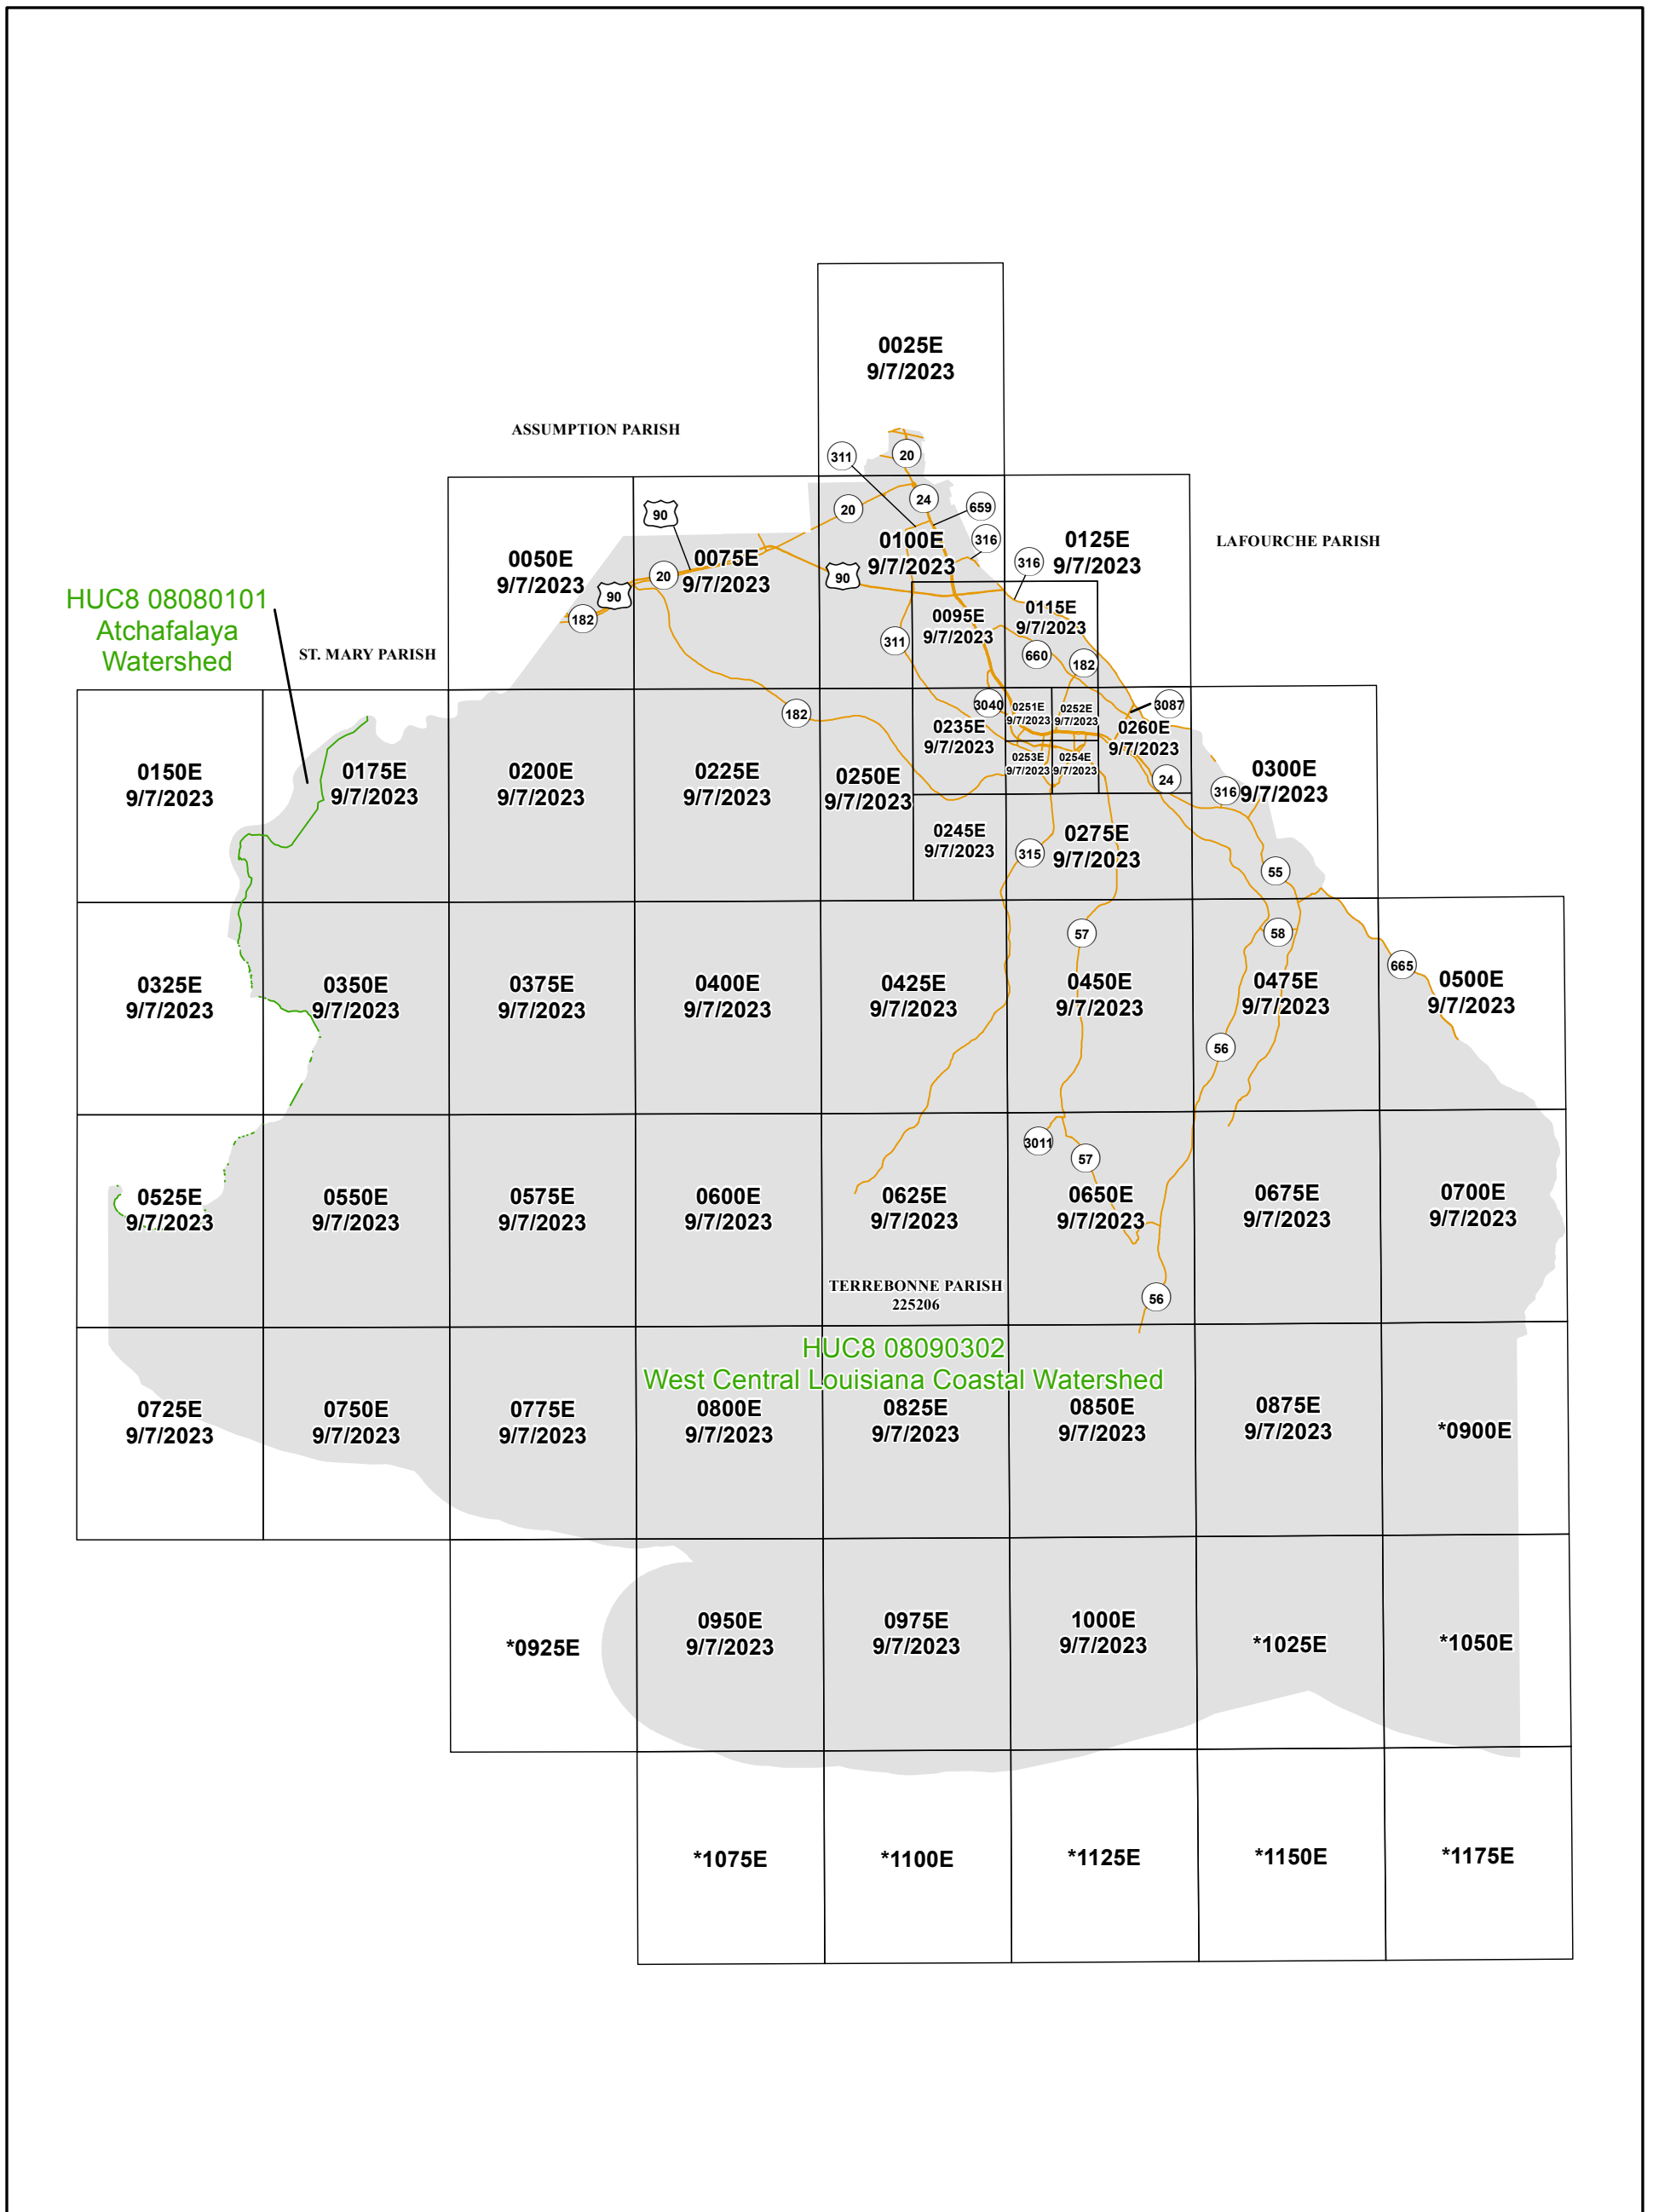 0025E
9/7/2023
ASSUMPTION PARISH
311
20
90
20
24
659
316
0050E
9/7/2023
0075E
9/7/2023
0100E
9/7/2023
0125E
9/7/2023
LAFOURCHE PARISH
316
20
90
90
182
HUC8 08080101
Atchafalaya
Watershed
ST. MARY PARISH
0095E
9/7/2023
0115E
9/7/2023
311
660
182
182
3040
3087
0150E
9/7/2023
0175E
9/7/2023
0200E
9/7/2023
0225E
9/7/2023
0250E
9/7/2023
0235E
9/7/2023
0251E
9/7/2023
0252E
9/7/2023
0253E
9/7/2023
0254E
9/7/2023
0260E
9/7/2023
24
316
0300E
9/7/2023
0245E
9/7/2023
315
0275E
9/7/2023
55
57
58
665
0325E
9/7/2023
0350E
9/7/2023
0375E
9/7/2023
0400E
9/7/2023
0425E
9/7/2023
0450E
9/7/2023
0475E
9/7/2023
0500E
9/7/2023
56
3011
57
0525E
9/7/2023
0550E
9/7/2023
0575E
9/7/2023
0600E
9/7/2023
0625E
9/7/2023
0650E
9/7/2023
0675E
9/7/2023
0700E
9/7/2023
TERREBONNE PARISH
225206
56
HUC8 08090302
West Central Louisiana Coastal Watershed
0725E
9/7/2023
0750E
9/7/2023
0775E
9/7/2023
0800E
9/7/2023
0825E
9/7/2023
0850E
9/7/2023
0875E
9/7/2023
*0900E
*0925E
0950E
9/7/2023
0975E
9/7/2023
1000E
9/7/2023
*1025E
*1050E
*1075E
*1100E
*1125E
*1150E
*1175E